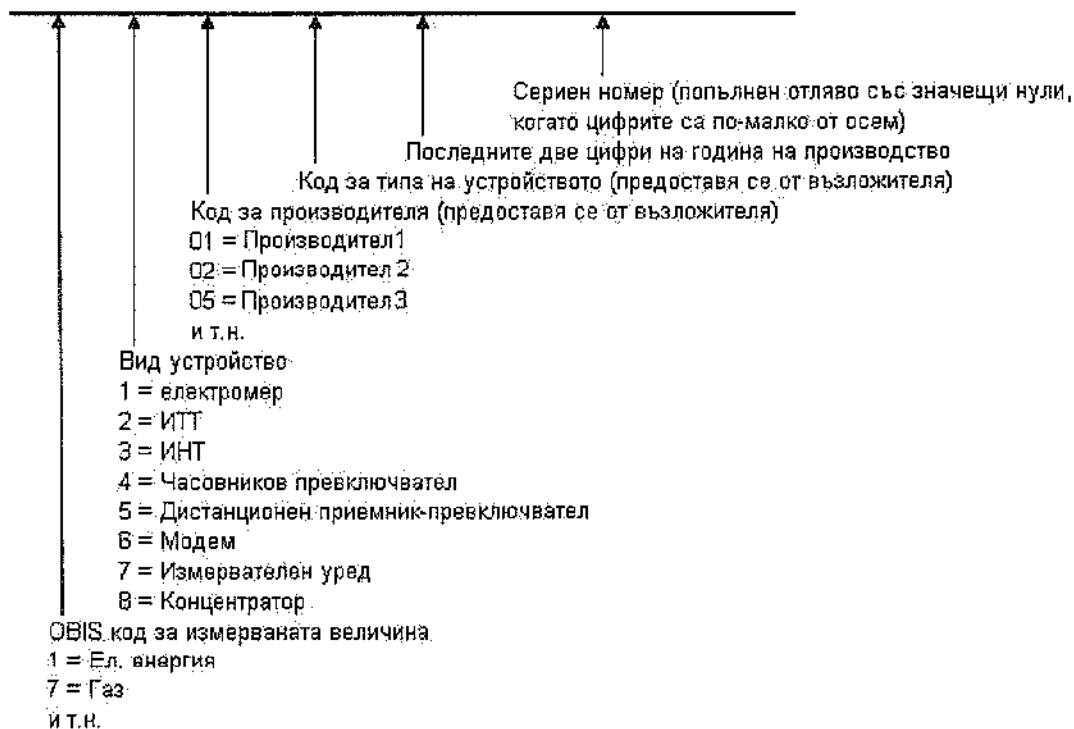 Сериен номер (попълнен отляво със значещи нули,
когато цифрите са по-малко от осем)
Последните две цифри на година на производство
Код за типа на устройството (предоставя се от възложителя)
Код за производителя (предоставя се от възложителя)
01 = Производител1
02 = Производител 2
05 = Производител3
и т.н.
Вид устройство
1 = електромер
2 = ИТТ
3 = ИНТ
4 = Часовников превключвател
5 = Дистанционен приемник-превключвател
6 = Модем
7 = Измервателен уред
8 = Концентратор
OBIS код за измерваната величина
1 = Ел. енергия
7 = Газ
и т.н.